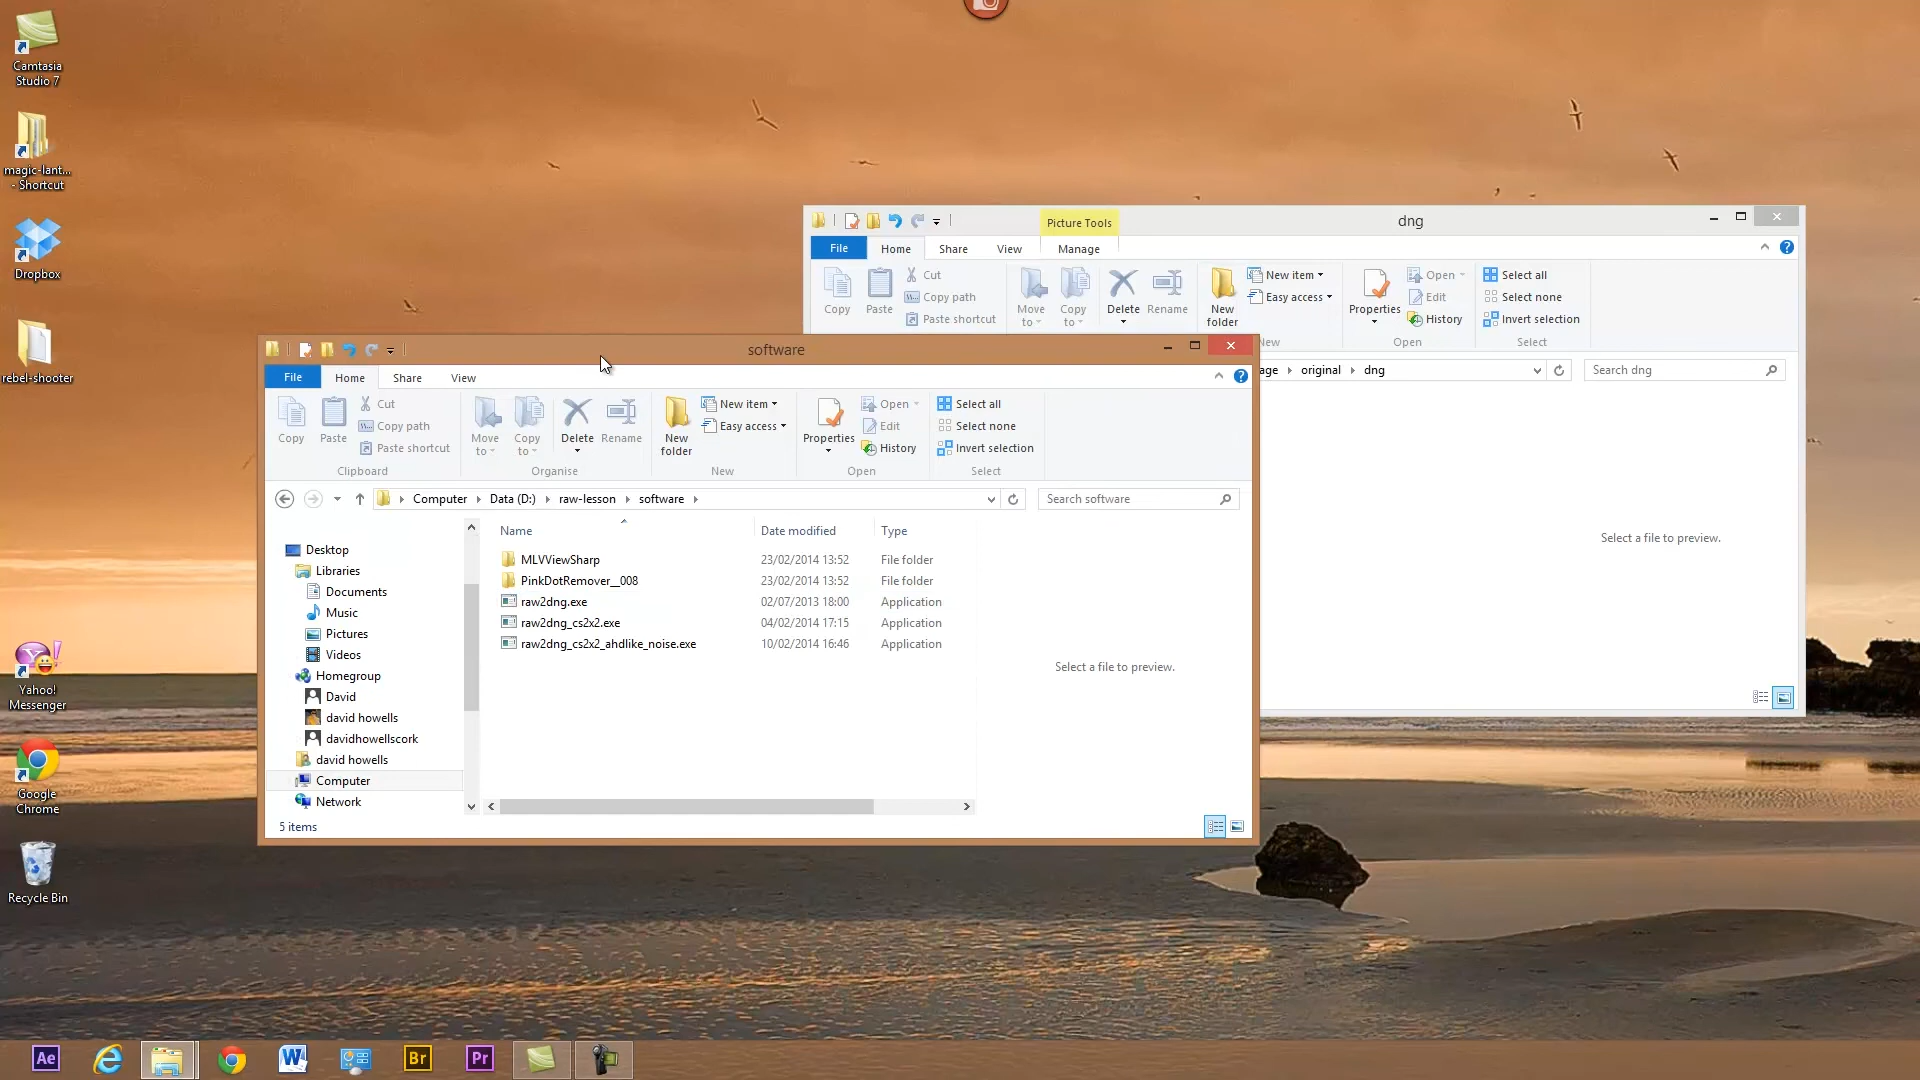 Camtasia
Studio 7
magic-lant...
- Shortcut
Dropbox
rebel-shooter
Yahoo!
Messenger
Google
Chrome
Recycle Bin
Picture Tools
dng
File
Home
Share
View
Manage
Copy
Paste
Cut
Copy path
Paste shortcut
Move
to
Copy
to
Delete
Rename
New
folder
New item
Easy access
Properties
Open
Edit
History
Select all
Select none
Invert selection
New
Open
Select
age
original
dng
Search dng
Select a file to preview.
software
File
Home
Share
View
Copy
Paste
Cut
Copy path
Paste shortcut
Clipboard
Move
to
Copy
to
Delete
Rename
Organise
New
folder
New item
Easy access
New
Properties
Open
Edit
History
Open
Select all
Select none
Invert selection
Select
Computer
Data (D:)
raw-lesson
software
Search software
Name
Date modified
Type
MLVViewSharp 23/02/2014 13:52 File folder
PinkDotRemover__008 23/02/2014 13:52 File folder
raw2dng.exe 02/07/2013 18:00 Application
raw2dng_cs2x2.exe 04/02/2014 17:15 Application
raw2dng_cs2x2_ahdlike_noise.exe 10/02/2014 16:46 Application
Select a file to preview.
Desktop
Libraries
Documents
Music
Pictures
Videos
Homegroup
David
david howells
davidhowellscork
david howells
Computer
Network
5 items
Ae
W
Br
Pr